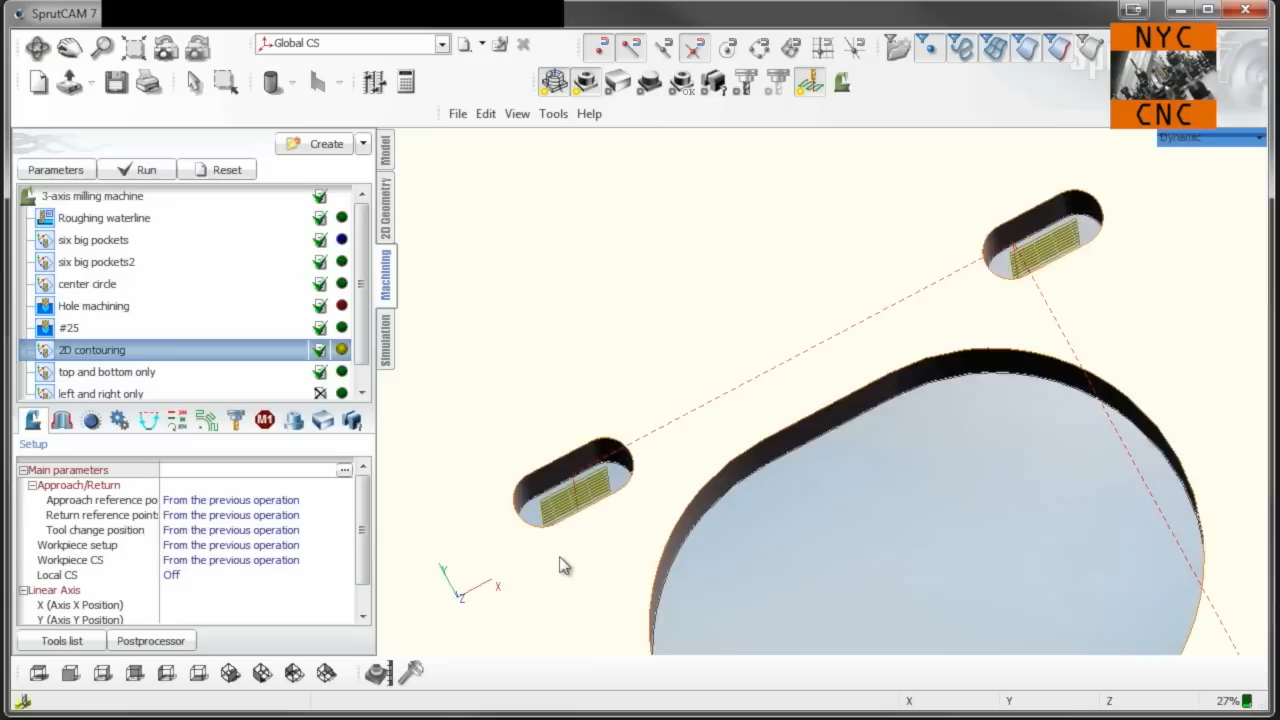 SprutCAM 7
Global CS
NYC
CNC
File Edit View Tools Help
Dynamic
Create
Parameters Run Reset
Model
2D Geometry
Machining
Simulation
3-axis milling machine
Roughing waterline
six big pockets
six big pockeits2
center circle
Hole machining
#25
2D contouring
top and bottom only
left and right only
M1
Setup
Main parameters
Approach/Return
Approach reference po From the previous operation
Return reference point From the previous operation
Tool change position From the previous operation
Workpiece setup From the previous operation
Workpiece CS From the previous operation
Local CS Off
Linear Axis
X (Axis X Position)
Y (Axis Y Position)
Tools list Postprocessor
Y
X
Z
X Y Z 27%